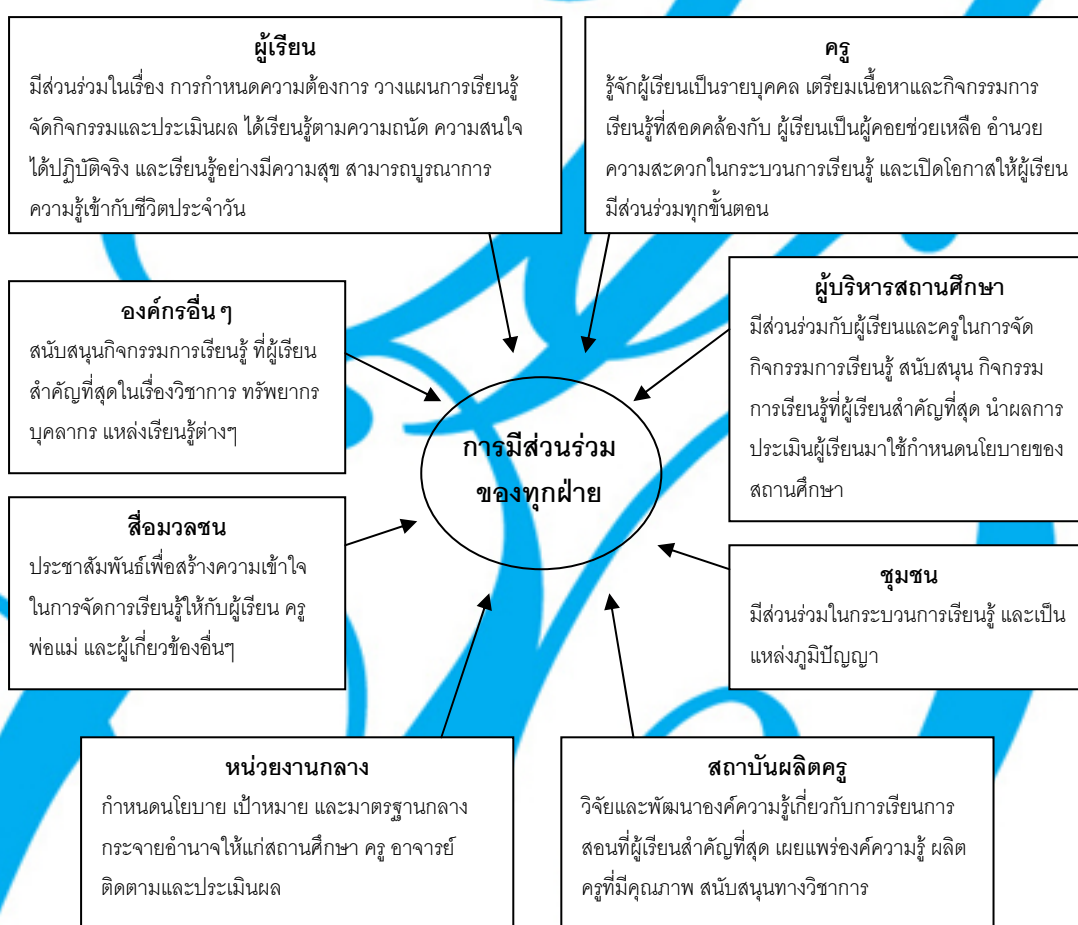 ผู้เรียน
มีส่วนร่วมในเรื่อง การกำหนดความต้องการ วางแผนการเรียนรู้
จัดกิจกรรมและประเมินผล ได้เรียนรู้ตามความถนัด ความสนใจ
ได้ปฏิบัติจริง และเรียนรู้อย่างมีความสุข สามารถบูรณาการ
ความรู้เข้ากับชีวิตประจำวัน
ครู
รู้จักผู้เรียนเป็นรายบุคคล เตรียมเนื้อหาและกิจกรรมการ
เรียนรู้ที่สอดคล้องกับ ผู้เรียนเป็นผู้คอยช่วยเหลือ อำนวย
ความสะดวกในกระบวนการเรียนรู้ และเปิดโอกาสให้ผู้เรียน
มีส่วนร่วมทุกขั้นตอน
องค์กรอื่น ๆ
สนับสนุนกิจกรรมการเรียนรู้ ที่ผู้เรียน
สำคัญที่สุดในเรื่องวิชาการ ทรัพยากร
บุคลากร แหล่งเรียนรู้ต่างๆ
ผู้บริหารสถานศึกษา
มีส่วนร่วมกับผู้เรียนและครูในการจัด
กิจกรรมการเรียนรู้ สนับสนุน กิจกรรม
การเรียนรู้ที่ผู้เรียนสำคัญที่สุด นำผลการ
ประเมินผู้เรียนมาใช้กำหนดนโยบายของ
สถานศึกษา
การมีส่วนร่วม
ของทุกฝ่าย
สื่อมวลชน
ประชาสัมพันธ์เพื่อสร้างความเข้าใจ
ในการจัดการเรียนรู้ให้กับผู้เรียน ครู
พ่อแม่ และผู้เกี่ยวข้องอื่นๆ
ชุมชน
มีส่วนร่วมในกระบวนการเรียนรู้ และเป็น
แหล่งภูมิปัญญา
หน่วยงานกลาง
กำหนดนโยบาย เป้าหมาย และมาตรฐานกลาง
กระจายอำนาจให้แก่สถานศึกษา ครู อาจารย์
ติดตามและประเมินผล
สถาบันผลิตครู
วิจัยและพัฒนาองค์ความรู้เกี่ยวกับการเรียนการ
สอนที่ผู้เรียนสำคัญที่สุด เผยแพร่องค์ความรู้ ผลิต
ครูที่มีคุณภาพ สนับสนุนทางวิชาการ